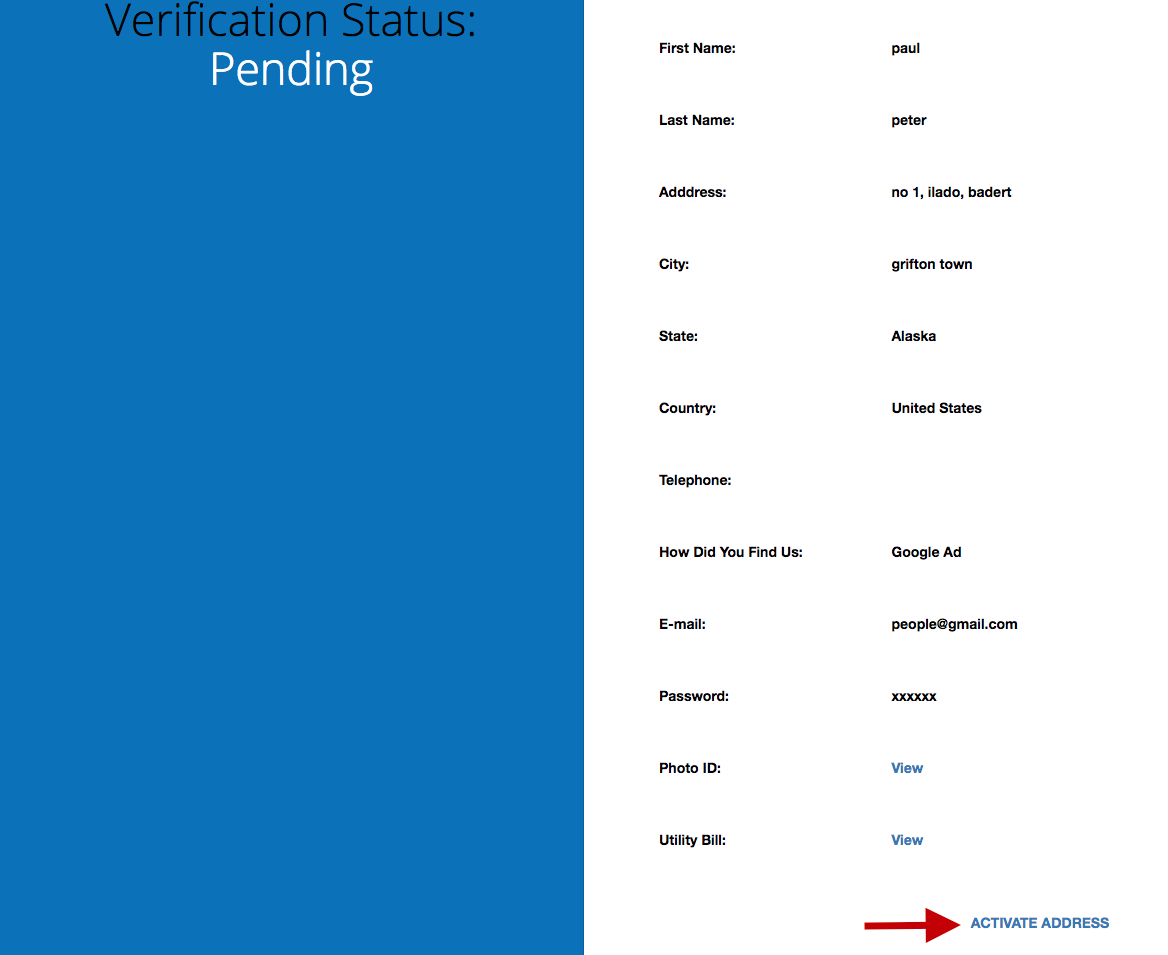 Verification Status:
Pending
First Name: paul
Last Name: peter
Adddress: no 1, ilado, badert
City: grifton town
State: Alaska
Country: United States
Telephone:
How Did You Find Us: Google Ad
E-mail: people@gmail.com
Password: xxxxxx
Photo ID: View
Utility Bill: View
ACTIVATE ADDRESS